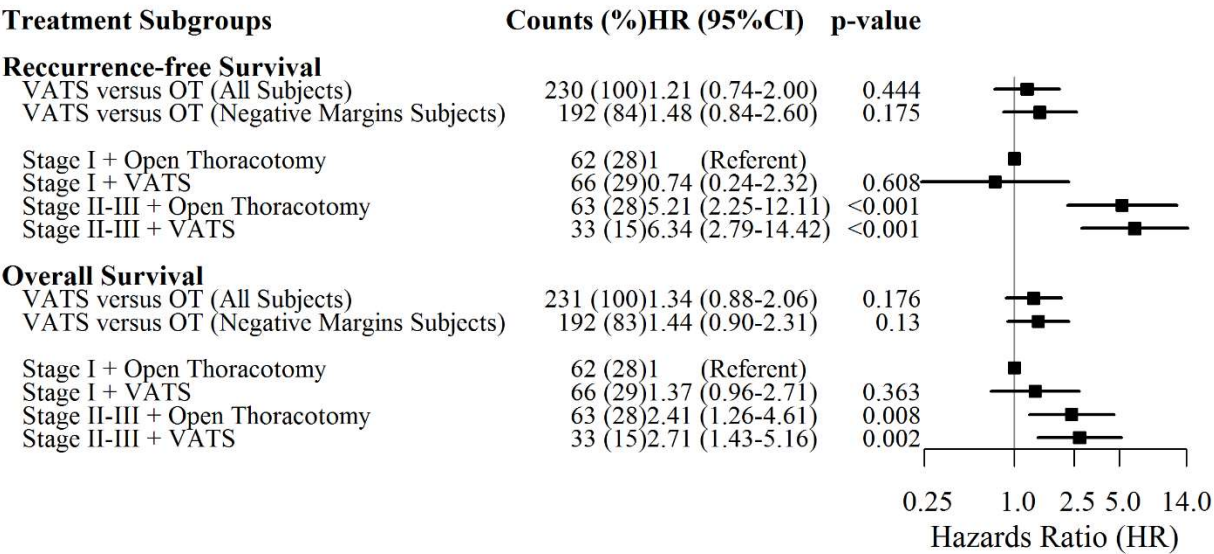 Treatment Subgroups Counts (%)HR (95%CI) p-value
Reccurrence-free Survival
VATS versus OT (All Subjects) 230 (100)1.21 (0.74-2.00) 0.444
VATS versus OT (Negative Margins Subjects) 192 (84)1.48 (0.84-2.60) 0.175
Stage I + Open Thoracotomy 62 (28)1 (Referent)
Stage I + VATS 66 (29)0.74 (0.24-2.32) 0.608
Stage II-III + Open Thoracotomy 63 (28)5.21 (2.25-12.11) <0.001
Stage II-III + VATS 33 (15)6.34 (2.79-14.42) <0.001
Overall Survival
VATS versus OT (All Subjects) 231 (100)1.34 (0.88-2.06) 0.176
VATS versus OT (Negative Margins Subjects) 192 (83)1.44 (0.90-2.31) 0.13
Stage I + Open Thoracotomy 62 (28)1 (Referent)
Stage I + VATS 66 (29)1.37 (0.96-2.71) 0.363
Stage II-III + Open Thoracotomy 63 (28)2.41 (1.26-4.61) 0.008
Stage II-III + VATS 33 (15)2.71 (1.43-5.16) 0.002
0.25 1.0 2.5 5.0 14.0
Hazards Ratio (HR)